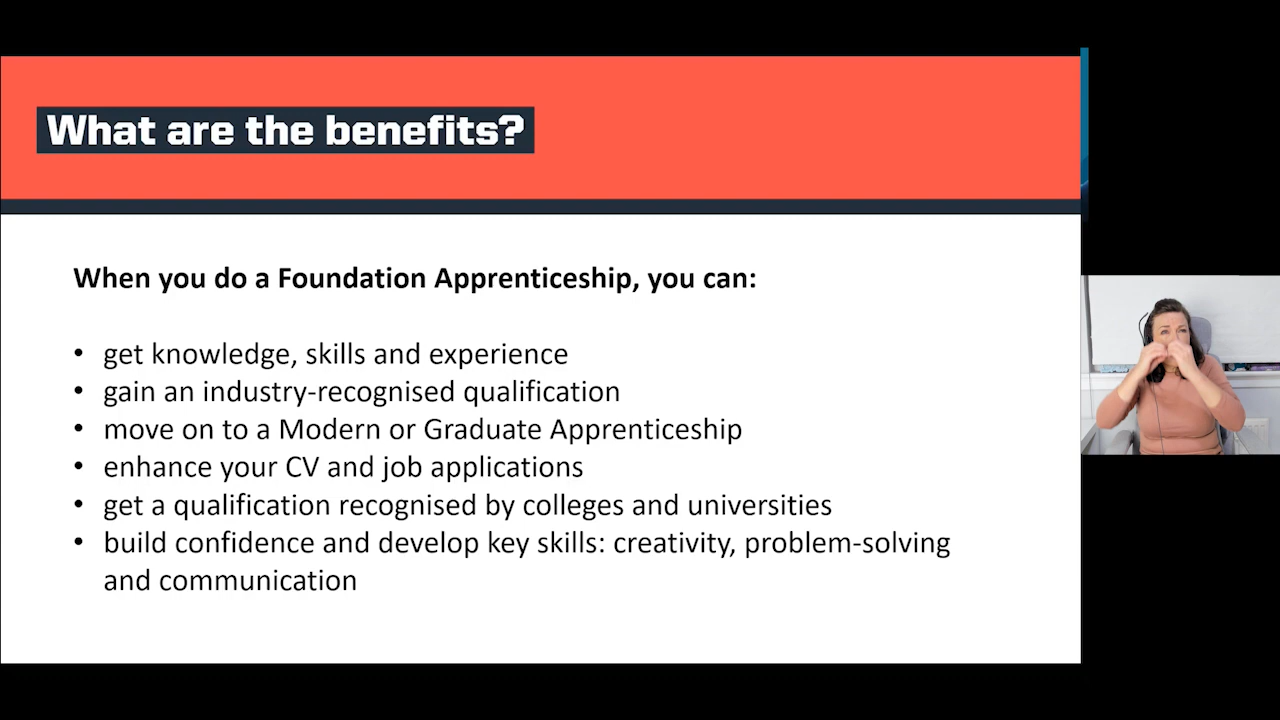 What are the benefits?
When you do a Foundation Apprenticeship, you can:
• get knowledge, skills and experience
• gain an industry-recognised qualification
• move on to a Modern or Graduate Apprenticeship
• enhance your CV and job applications
• get a qualification recognised by colleges and universities
• build confidence and develop key skills: creativity, problem-solving
and communication